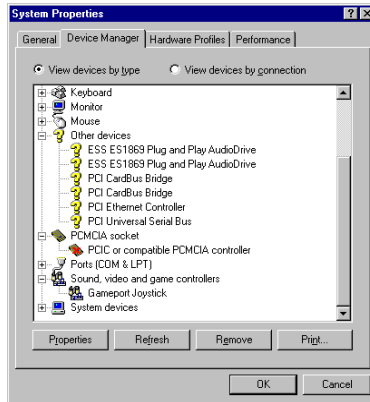 System Properties
General Device Manager Hardware Profiles Performance
View devices by type View devices by connection
Keyboard
Monitor
Mouse
Other devices
ESS ES1869 Plug and Play AudioDrive
ESS ES1869 Plug and Play AudioDrive
PCI CardBus Bridge
PCI CardBus Bridge
PCI Ethernet Controller
PCI Universal Serial Bus
PCMCIA socket
PCIC or compatible PCMCIA controller
Ports (COM & LPT)
Sound, video and game controllers
Gameport Joystick
System devices
Properties Refresh Remove Print...
OK Cancel